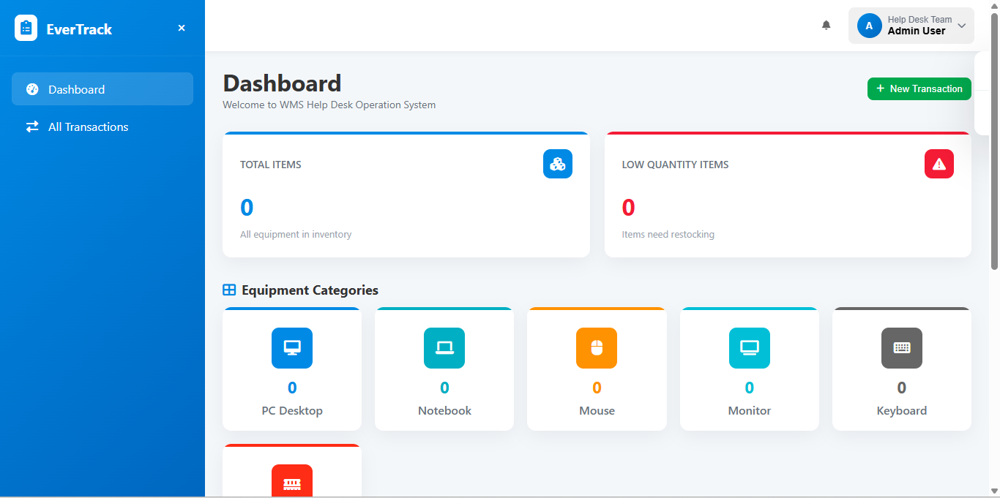 EverTrack
Help Desk Team
A
Admin User
Dashboard
All Transactions
Dashboard
Welcome to WMS Help Desk Operation System
+ New Transaction
TOTAL ITEMS
0
All equipment in inventory
LOW QUANTITY ITEMS
0
Items need restocking
Equipment Categories
0
PC Desktop
0
Notebook
0
Mouse
0
Monitor
0
Keyboard